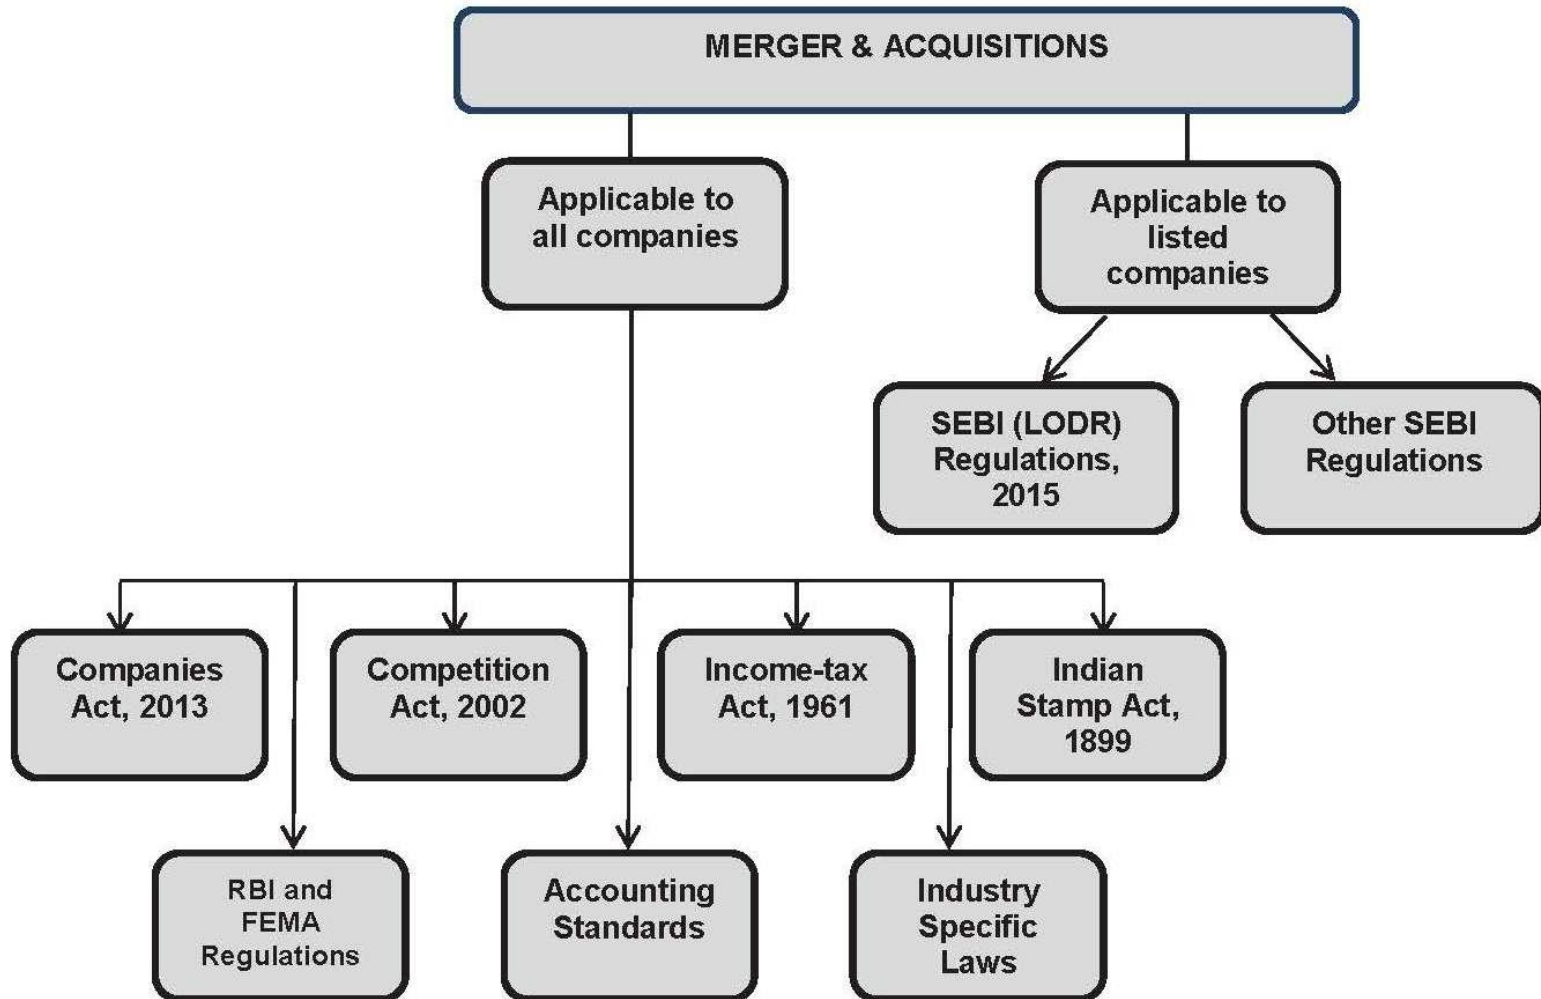 MERGER & ACQUISITIONS
Applicable to
all companies
Applicable to
listed
companies
SEBI (LODR)
Regulations,
2015
Other SEBI
Regulations
Companies
Act, 2013
Competition
Act, 2002
Income-tax
Act, 1961
Indian
Stamp Act,
1899
RBI and
FEMA
Regulations
Accounting
Standards
Industry
Specific
Laws